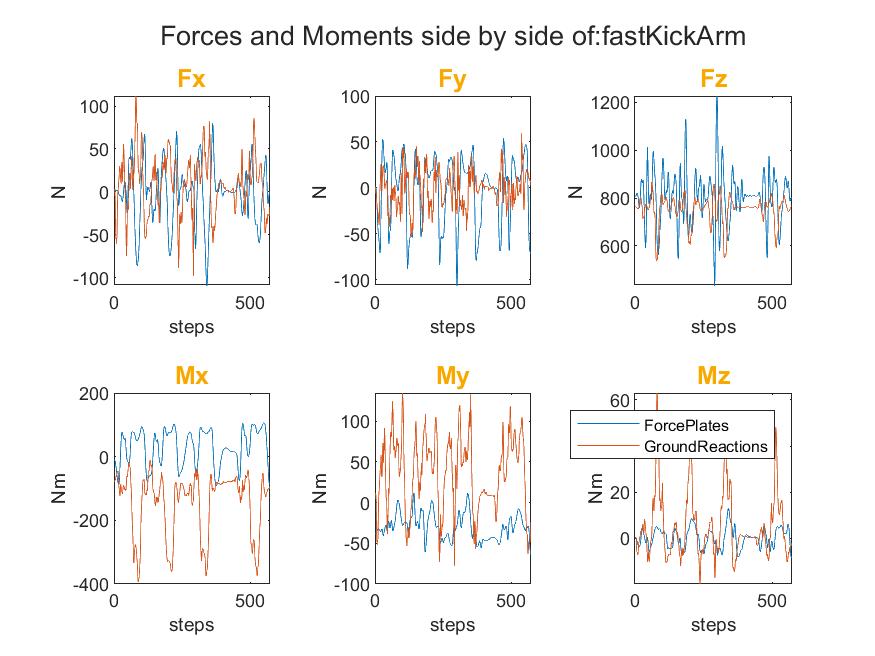 Forces and Moments side by side of:fastKickArm
Fx Fy Fz
100
50
0
-50
-100
N
0 500
steps
100
50
0
-50
-100
N
0 500
steps
1200
1000
800
600
N
0 500
steps
Mx My Mz
200
0
-200
-400
Nm
0 500
steps
100
50
0
-50
-100
Nm
0 500
steps
60
20
0
Nm
0 500
steps
ForcePlates
GroundReactions